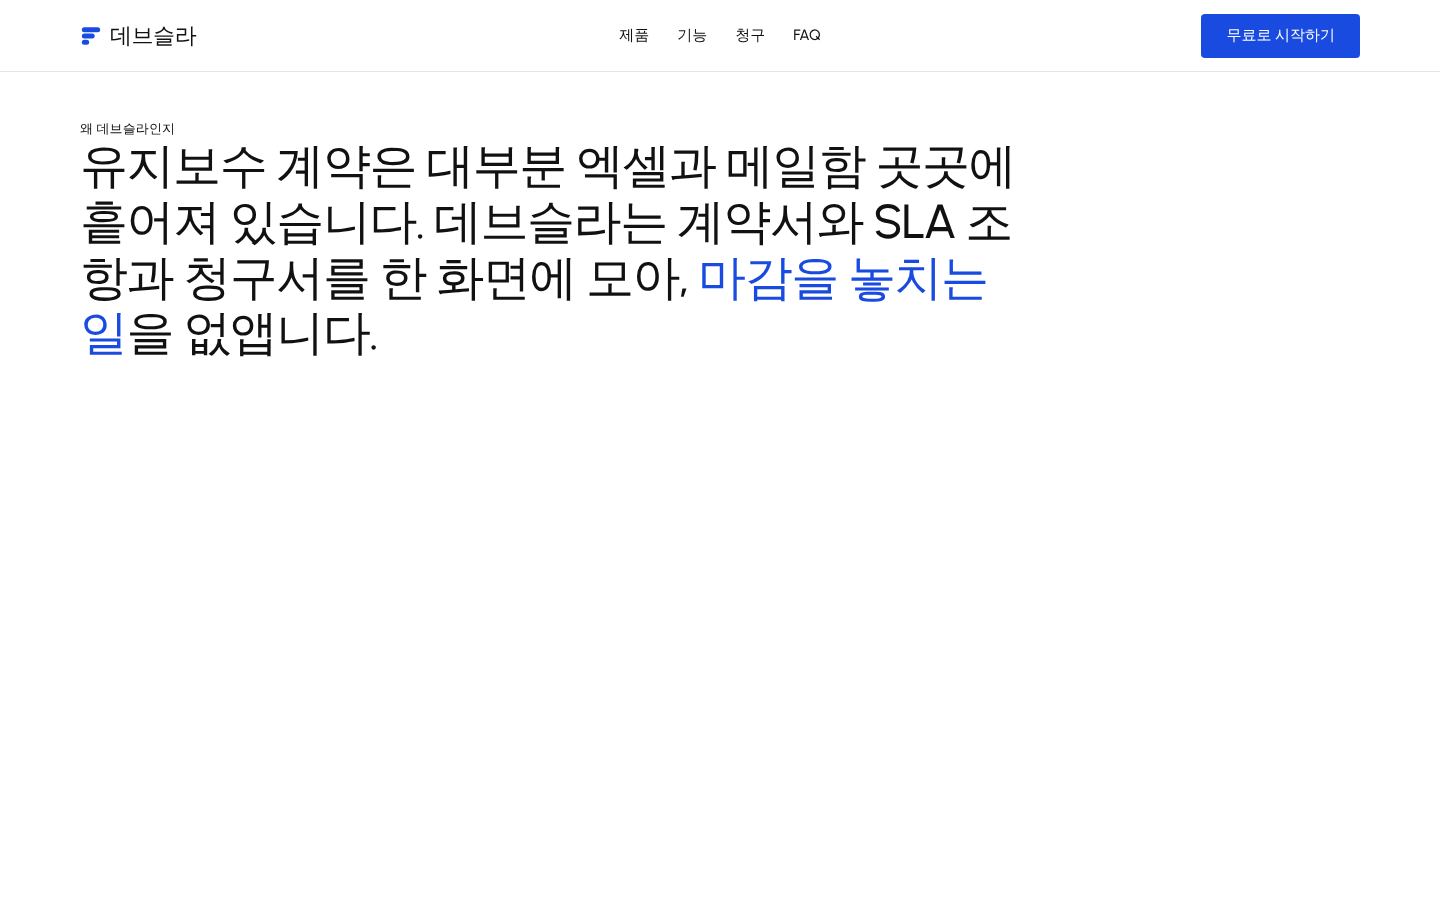 데브슬라
제품 기능 청구 FAQ
무료로 시작하기
왜 데브슬라인지
유지보수 계약은 대부분 엑셀과 메일함 곳곳에
흩어져 있습니다. 데브슬라는 계약서와 SLA 조
항과 청구서를 한 화면에 모아, 마감을 놓치는
일을 없앱니다.